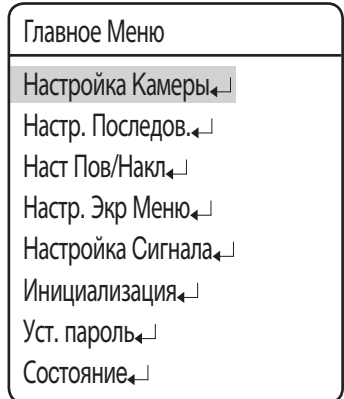 Главное Меню
Настройка Камеры↵
Настр. Последов.↵
Наст Пов/Накл↵
Настр. Экр Меню↵
Настройка Сигнала↵
Инициализация↵
Уст. пароль↵
Состояние↵